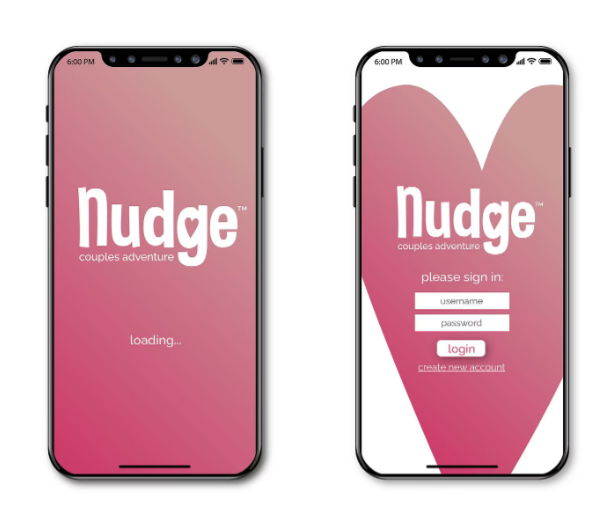 6:00 PM
nudge™
couples adventure
loading...
6:00 PM
nudge™
couples adventure
please sign in:
username
password
login
create new account